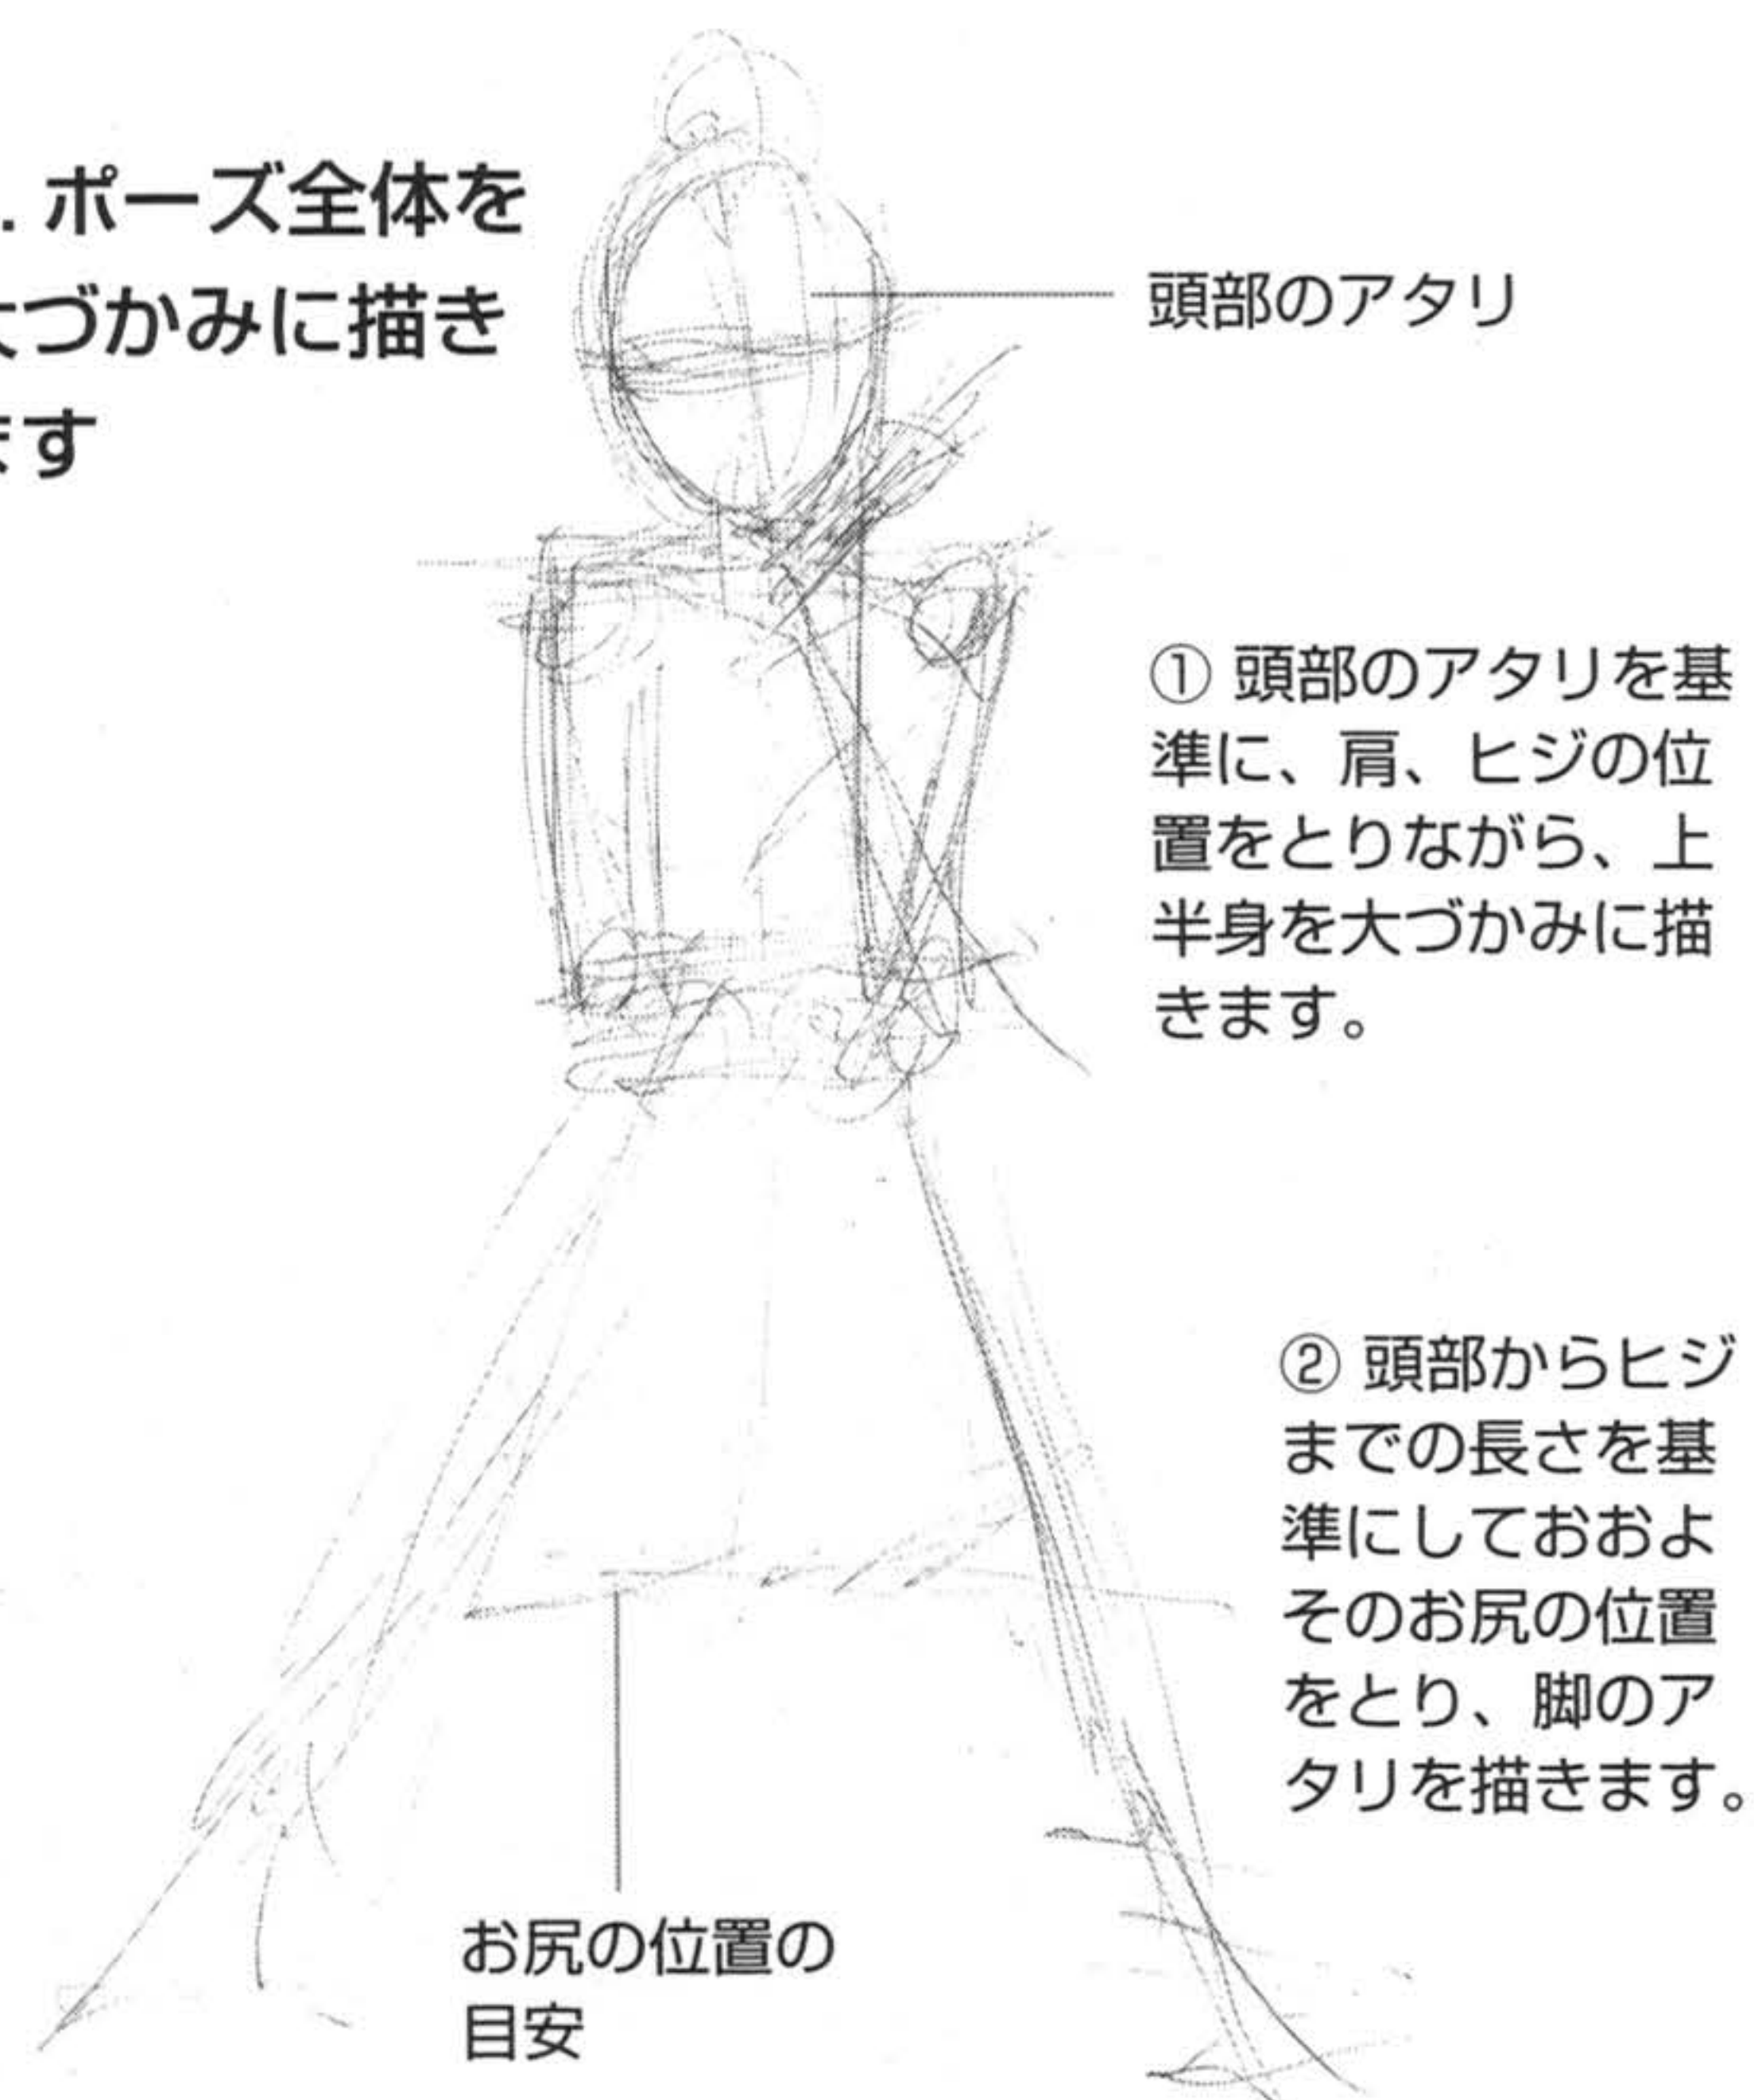 . ポーズ全体を
づかみに描き
す
頭部のアタリ
① 頭部のアタリを基
準に、肩、ヒジの位
置をとりながら、上
半身を大づかみに描
きます。
② 頭部からヒジ
までの長さを基
準にしておおよ
そのお尻の位置
をとり、脚のア
タリを描きます。
お尻の位置の
目安